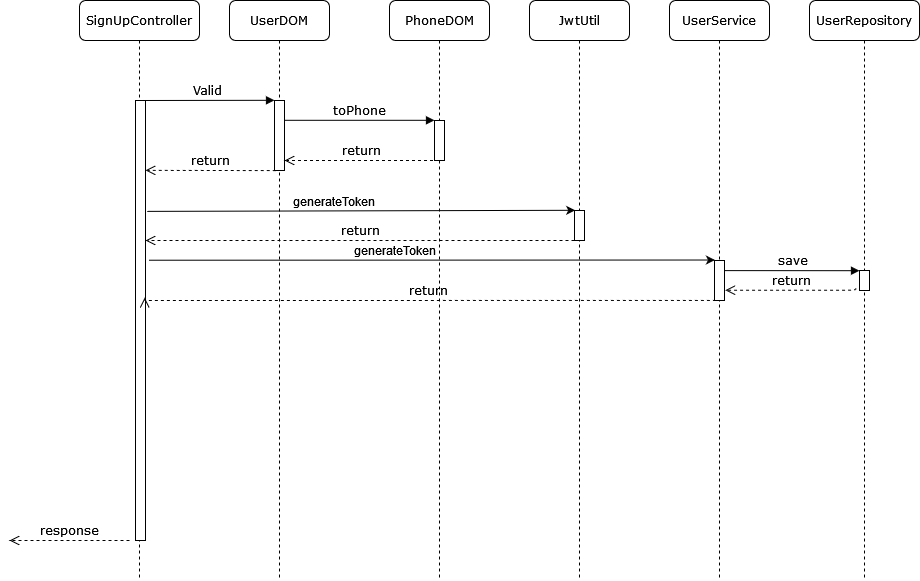 SignUpController
UserDOM
PhoneDOM
JwtUtil
UserService
UserRepository
Valid
toPhone
return
return
generateToken
return
generateToken
save
return
return
response